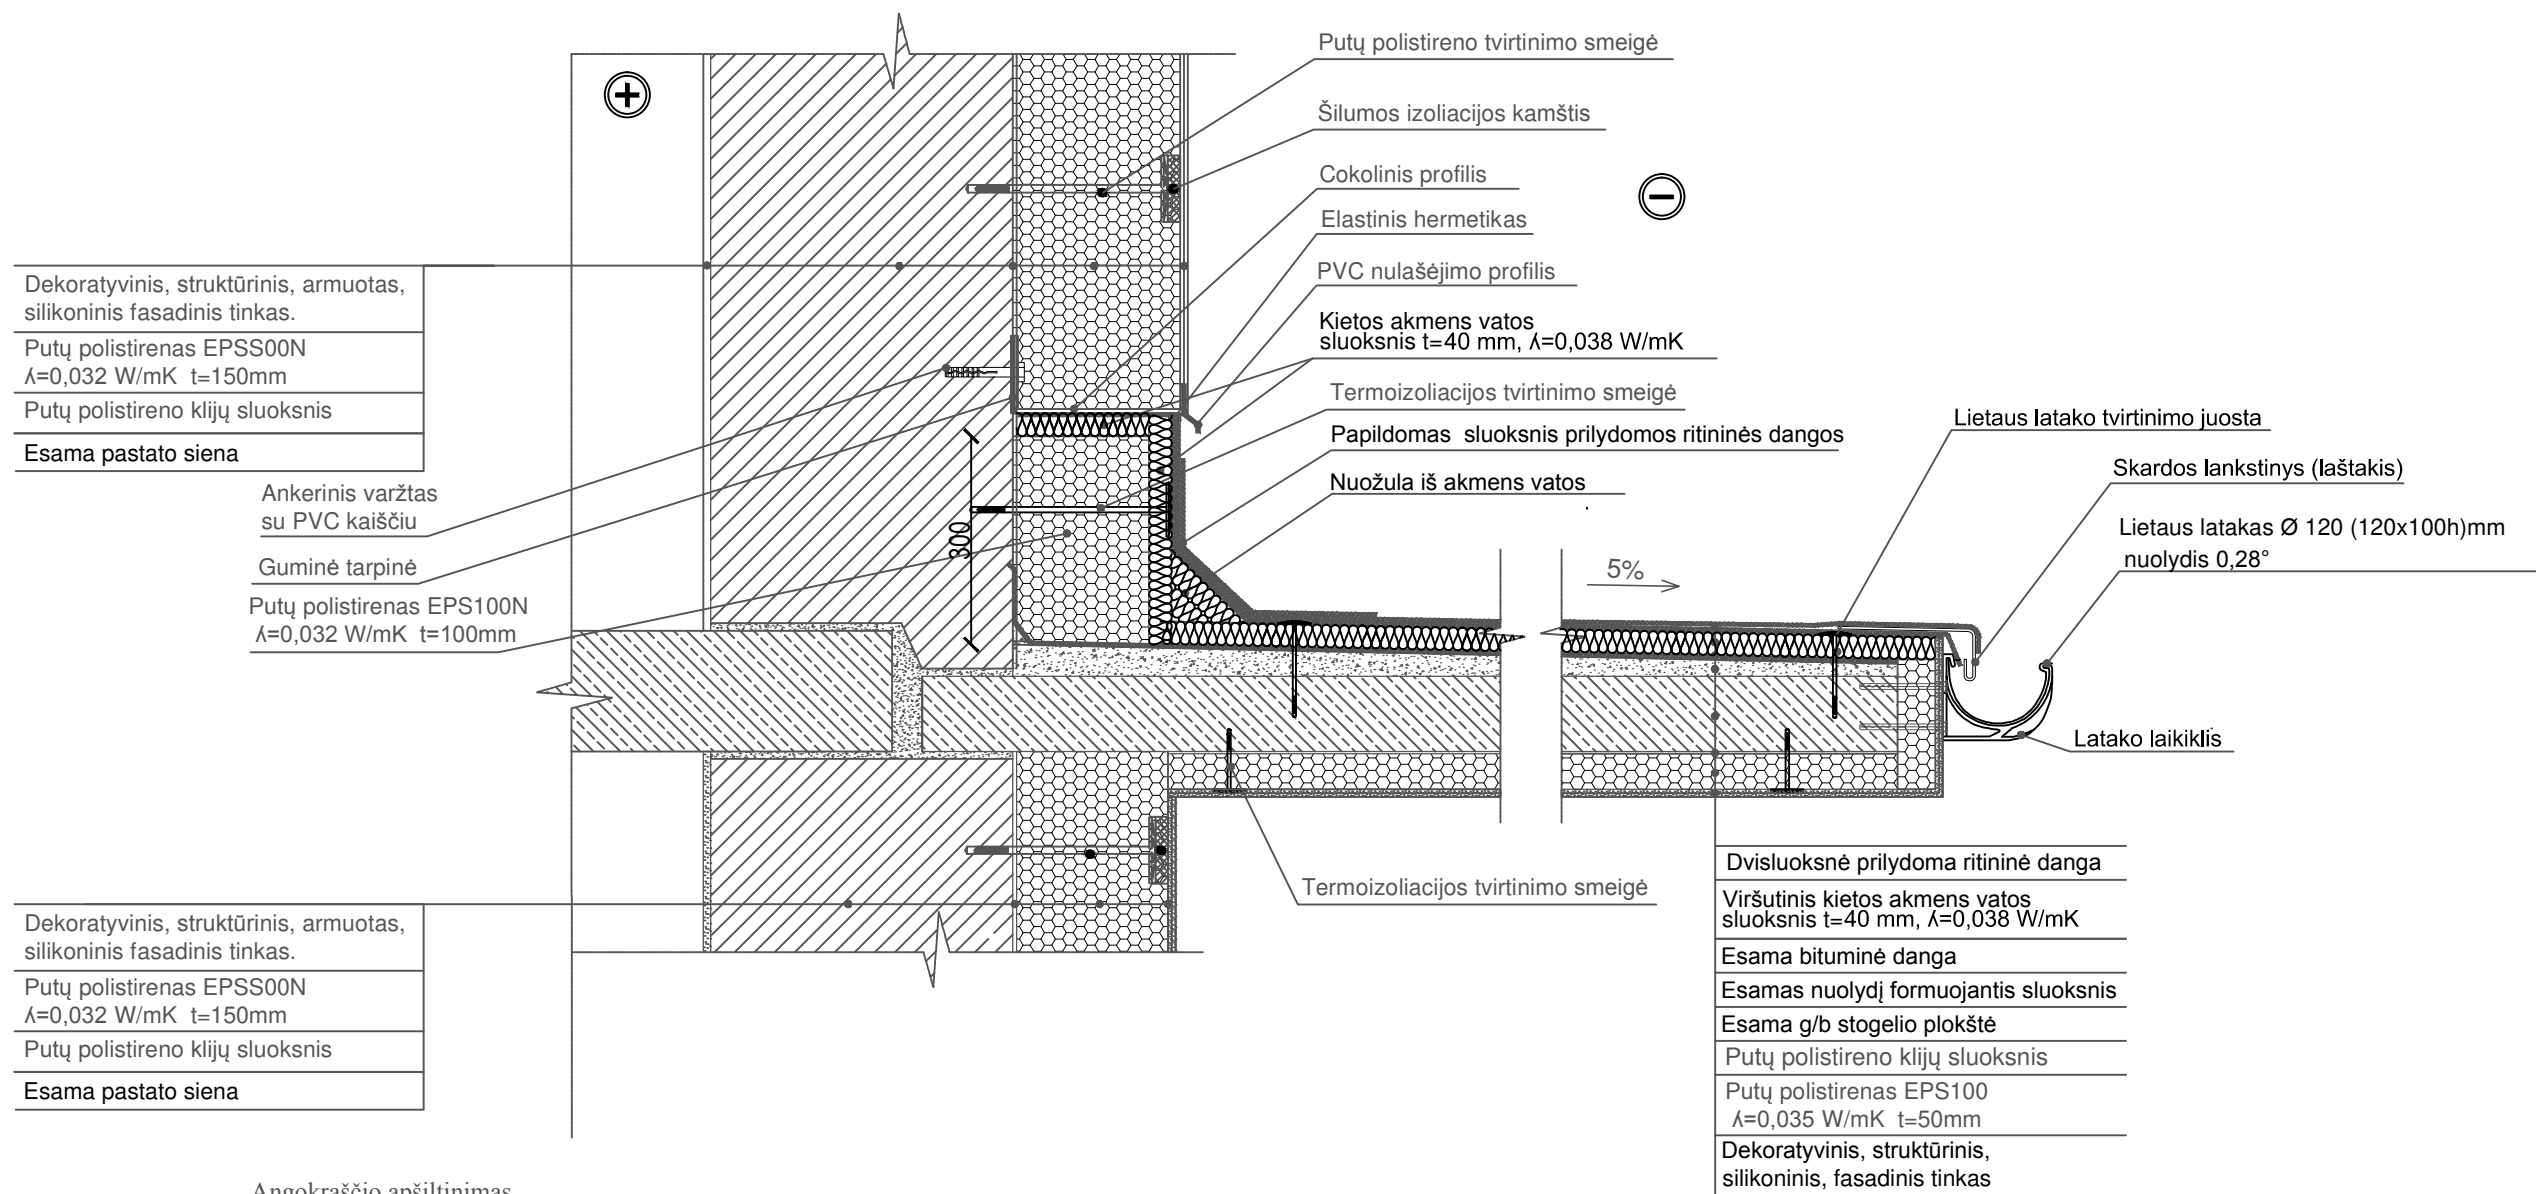 Putų polistireno tvirtinimo smeigė
Šilumos izoliacijos kamštis
Cokolinis profilis
Elastinis hermetikas
PVC nulašėjimo profilis
Kietos akmens vatos
sluoksnis t=40 mm, ʎ=0,038 W/mK
Termoizoliacijos tvirtinimo smeigė
Papildomas sluoksnis prilydomos ritininės dangos
Nuožula iš akmens vatos
Dekoratyvinis, struktūrinis, armuotas,
silikoninis fasadinis tinkas.
Putų polistirenas EPSS00N
ʎ=0,032 W/mK t=150mm
Putų polistireno klijų sluoksnis
Esama pastato siena
Ankerinis varžtas
su PVC kaiščiu
Guminė tarpinė
Putų polistirenas EPS100N
ʎ=0,032 W/mK t=100mm
300
5%
Lietaus latako tvirtinimo juosta
Skardos lankstinys (laštakis)
Lietaus latakas Ø 120 (120x100h)mm
nuolydis 0,28°
Latako laikiklis
Termoizoliacijos tvirtinimo smeigė
Dekoratyvinis, struktūrinis, armuotas,
silikoninis fasadinis tinkas.
Putų polistirenas EPSS00N
ʎ=0,032 W/mK t=150mm
Putų polistireno klijų sluoksnis
Esama pastato siena
Dvisluoksnė prilydoma ritininė danga
Viršutinis kietos akmens vatos
sluoksnis t=40 mm, ʎ=0,038 W/mK
Esama bituminė danga
Esamas nuolydį formuojantis sluoksnis
Esama g/b stogelio plokštė
Putų polistireno klijų sluoksnis
Putų polistirenas EPS100
ʎ=0,035 W/mK t=50mm
Dekoratyvinis, struktūrinis,
silikoninis, fasadinis tinkas
Angokraščio apšiltinimas